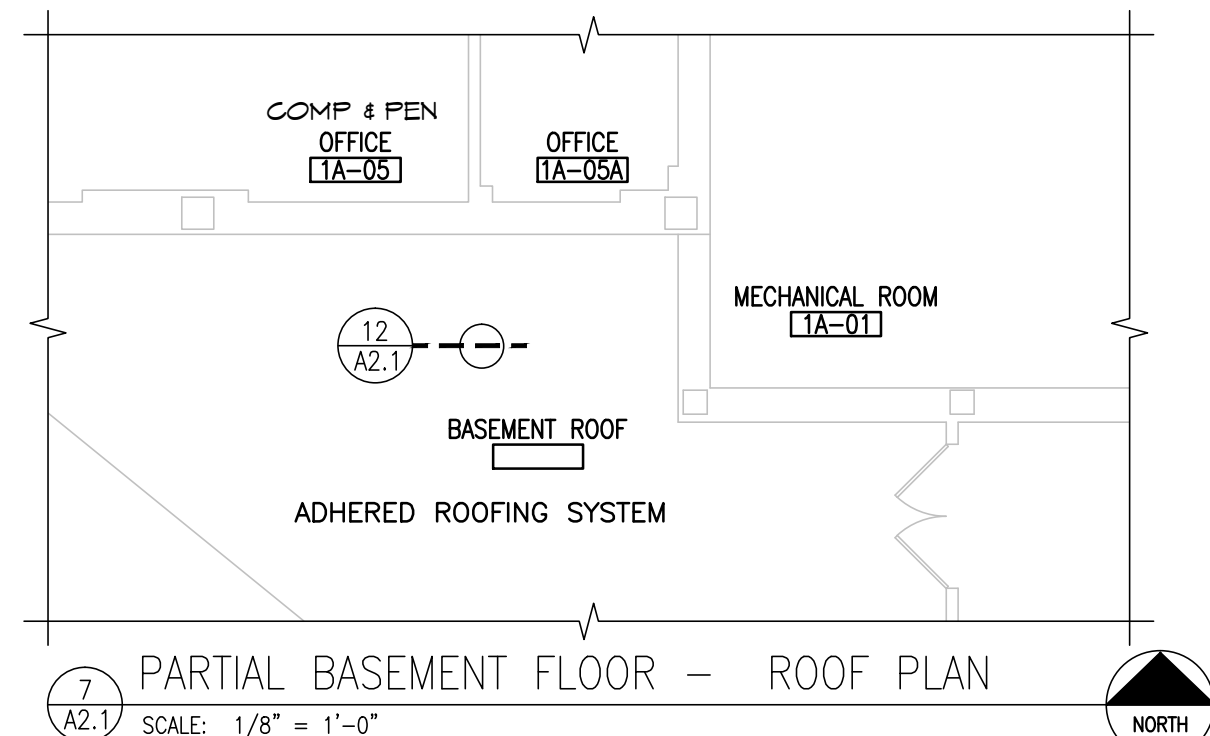 COMP & PEN
OFFICE
1A-05
OFFICE
1A-05A
MECHANICAL ROOM
1A-01
12
A2.1
BASEMENT ROOF
ADHERED ROOFING SYSTEM
7
A2.1
PARTIAL BASEMENT FLOOR - ROOF PLAN
SCALE: 1/8" = 1'-0"
NORTH